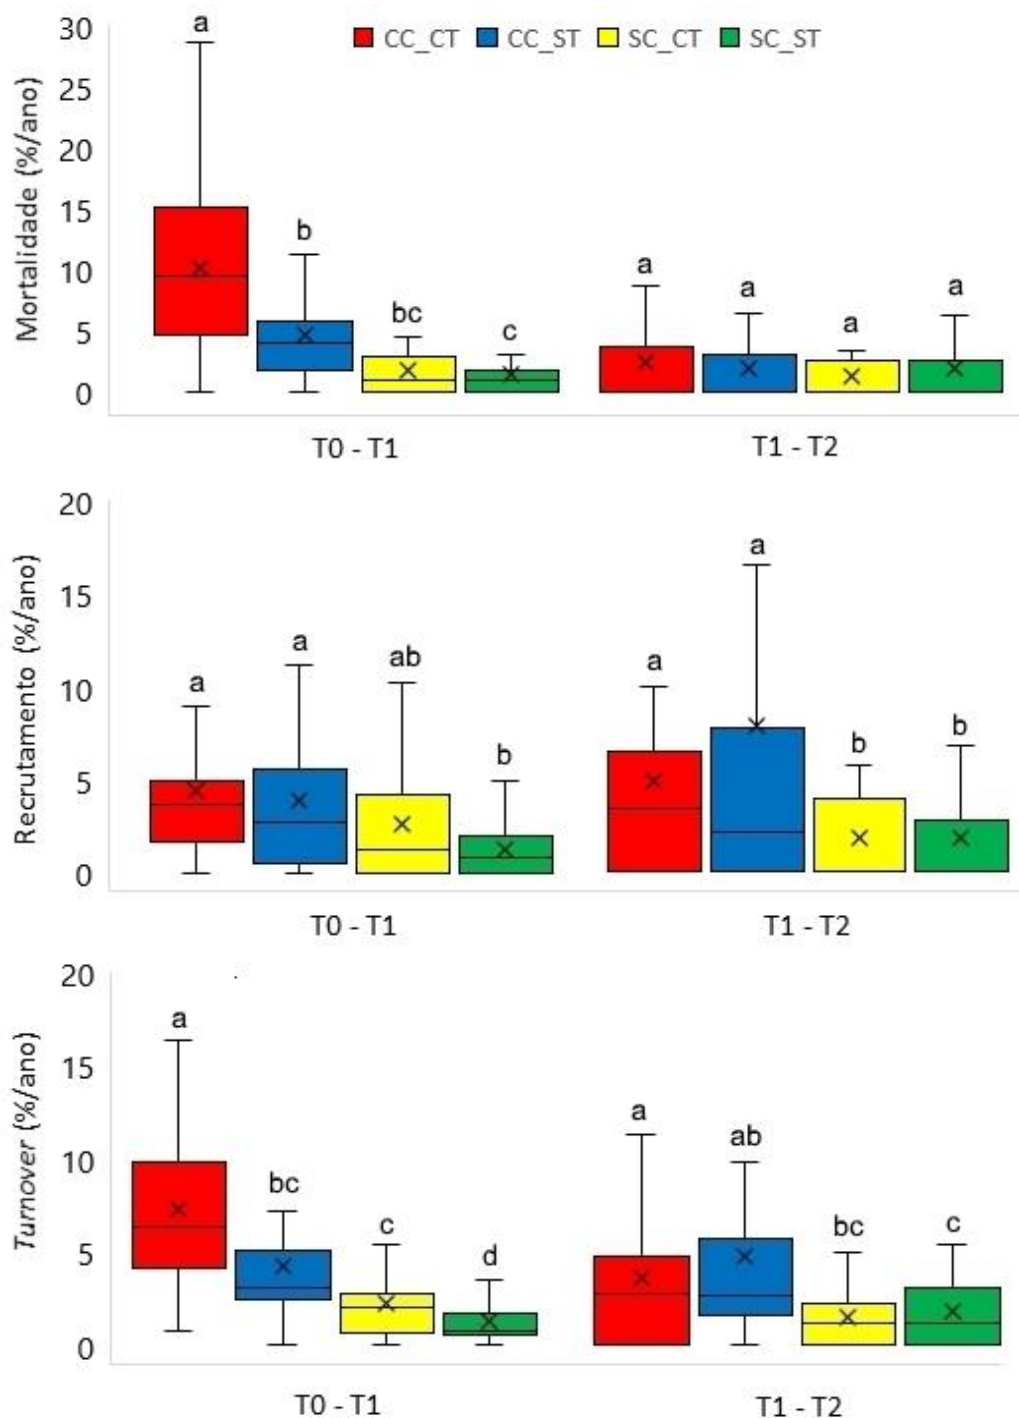 a
30
CC_CT CC_ST SC_CT SC_ST
25
20
15
10
5
0
Mortalidade (%/ano)
b
bc
c
a
a
a
a
T0 - T1
T1 - T2
20
15
10
5
0
Recrutamento (%/ano)
a
a
ab
b
a
a
b
b
T0 - T1
T1 - T2
20
15
10
5
0
Turnover (%/ano)
a
bc
c
d
a
ab
bc
c
T0 - T1
T1 - T2